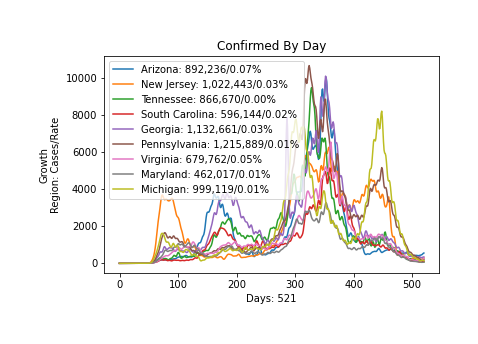 Confirmed By Day
Growth
Region: Cases/Rate
10000
8000
6000
4000
2000
0
Arizona: 892,236/0.07%
New Jersey: 1,022,443/0.03%
Tennessee: 866,670/0.00%
South Carolina: 596,144/0.02%
Georgia: 1,132,661/0.03%
Pennsylvania: 1,215,889/0.03%
Virginia: 679,762/0.05%
Maryland: 462,017/0.01%
Michigan: 999,119/0.01%
0 100 200 300 400 500
Days: 521